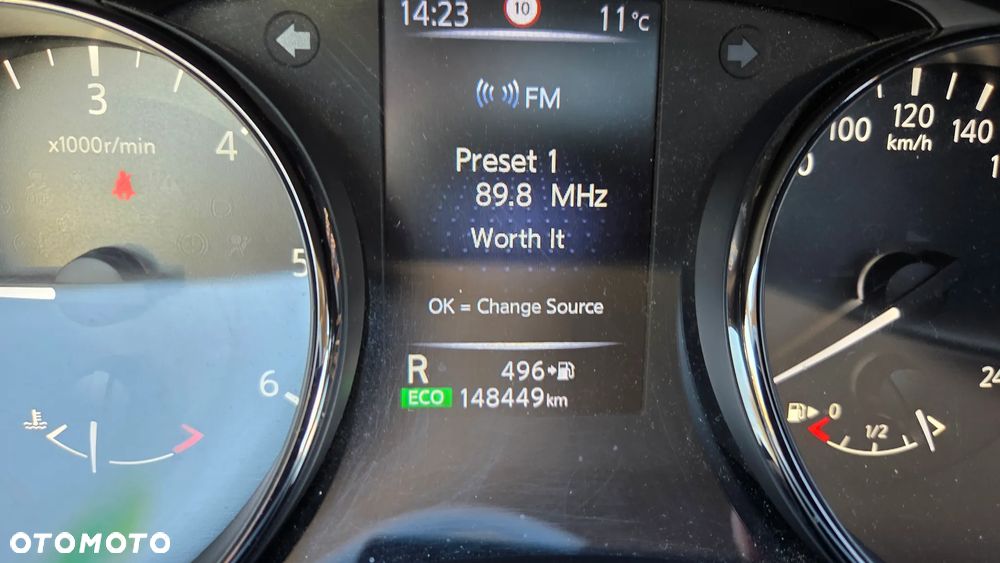 14:23 10 11°C
FM
Preset 1
89.8 MHz
Worth It
OK = Change Source
R 496
ECO 148449km
3
x1000r/min
4
5
6
100 120 140
km/h
0
1/2
OTOMOTO